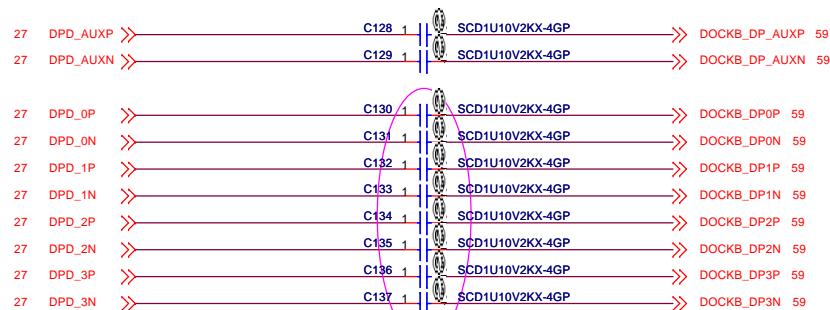 27 DPD_AUXP C128 1 SCD1U10V2KX-4GP DOCKB_DP_AUXP 59
27 DPD_AUXN C129 1 SCD1U10V2KX-4GP DOCKB_DP_AUXN 59
27 DPD_0P C130 1 SCD1U10V2KX-4GP DOCKB_DP0P 59
27 DPD_0N C131 1 SCD1U10V2KX-4GP DOCKB_DP0N 59
27 DPD_1P C132 1 SCD1U10V2KX-4GP DOCKB_DP1P 59
27 DPD_1N C133 1 SCD1U10V2KX-4GP DOCKB_DP1N 59
27 DPD_2P C134 1 SCD1U10V2KX-4GP DOCKB_DP2P 59
27 DPD_2N C135 1 SCD1U10V2KX-4GP DOCKB_DP2N 59
27 DPD_3P C136 1 SCD1U10V2KX-4GP DOCKB_DP3P 59
27 DPD_3N C137 1 SCD1U10V2KX-4GP DOCKB_DP3N 59